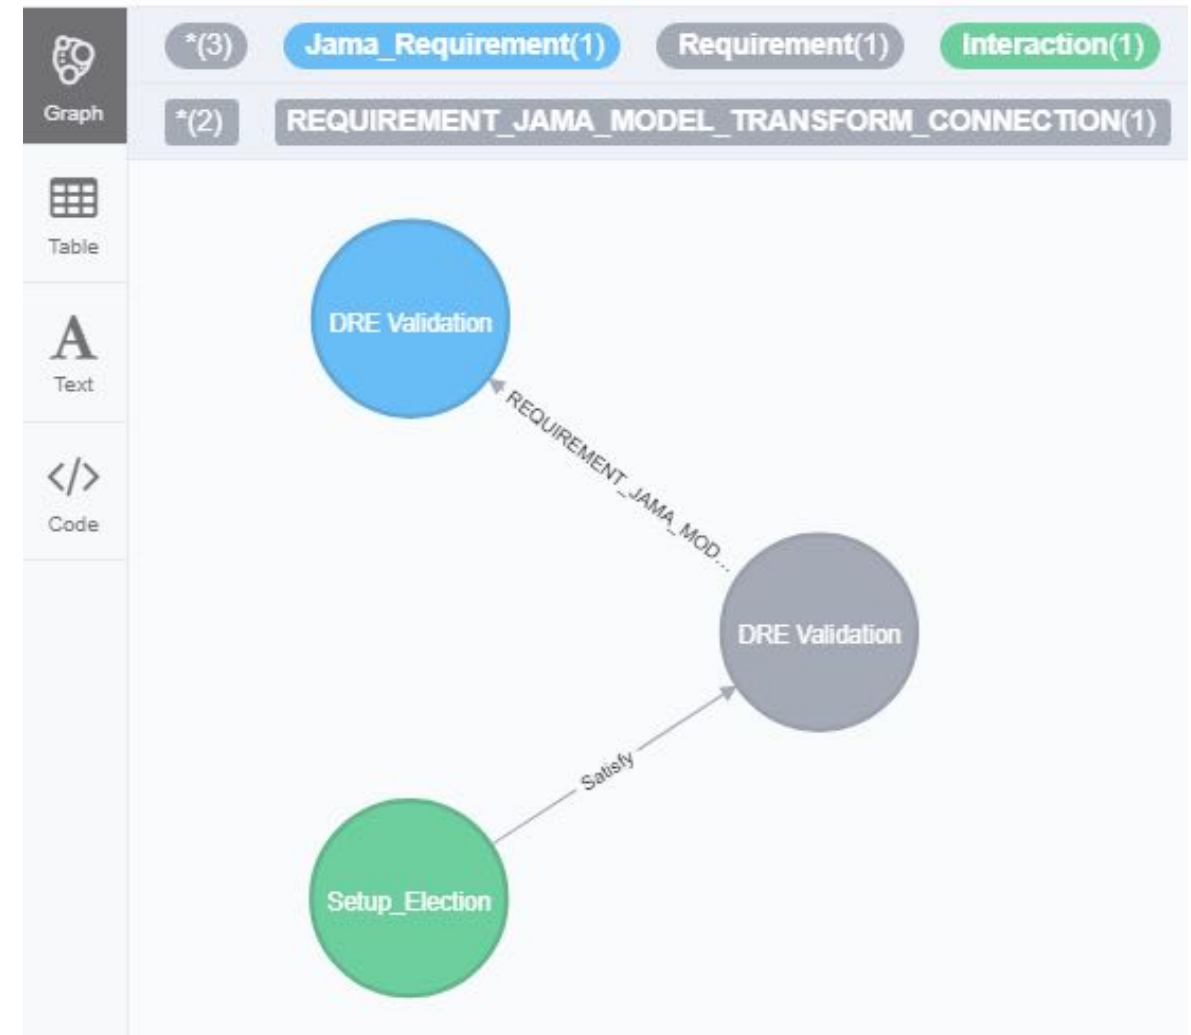 Graph
Table
A
Text
</>
Code
*(3) Jama_Requirement(1) Requirement(1) Interaction(1)
*(2) REQUIREMENT_JAMA_MODEL_TRANSFORM_CONNECTION(1)
DRE Validation
REQUIREMENT_JAMA_MOD...
DRE Validation
Satisfy
Setup_Election